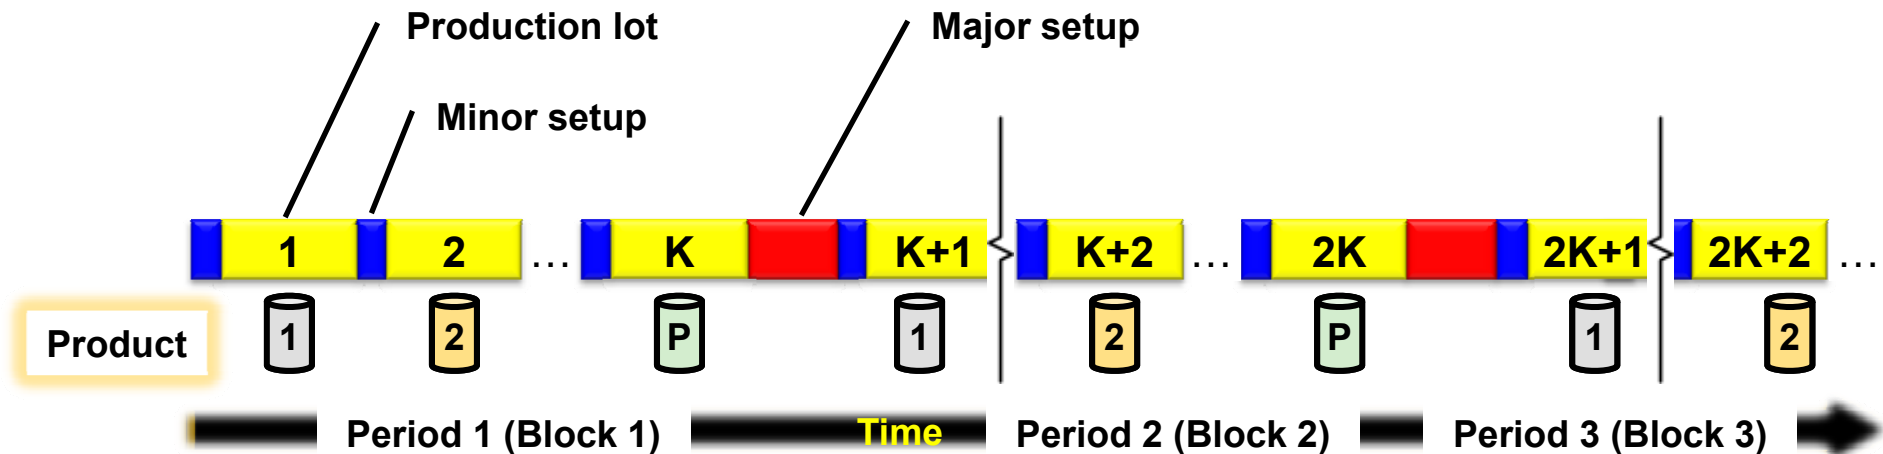 Production lot
Major setup
Minor setup
1 2 … K K+1 K+2 … 2K 2K+1 2K+2 …
Product 1 2 P 1 2 P 1 2
Period 1 (Block 1) Time Period 2 (Block 2) Period 3 (Block 3)